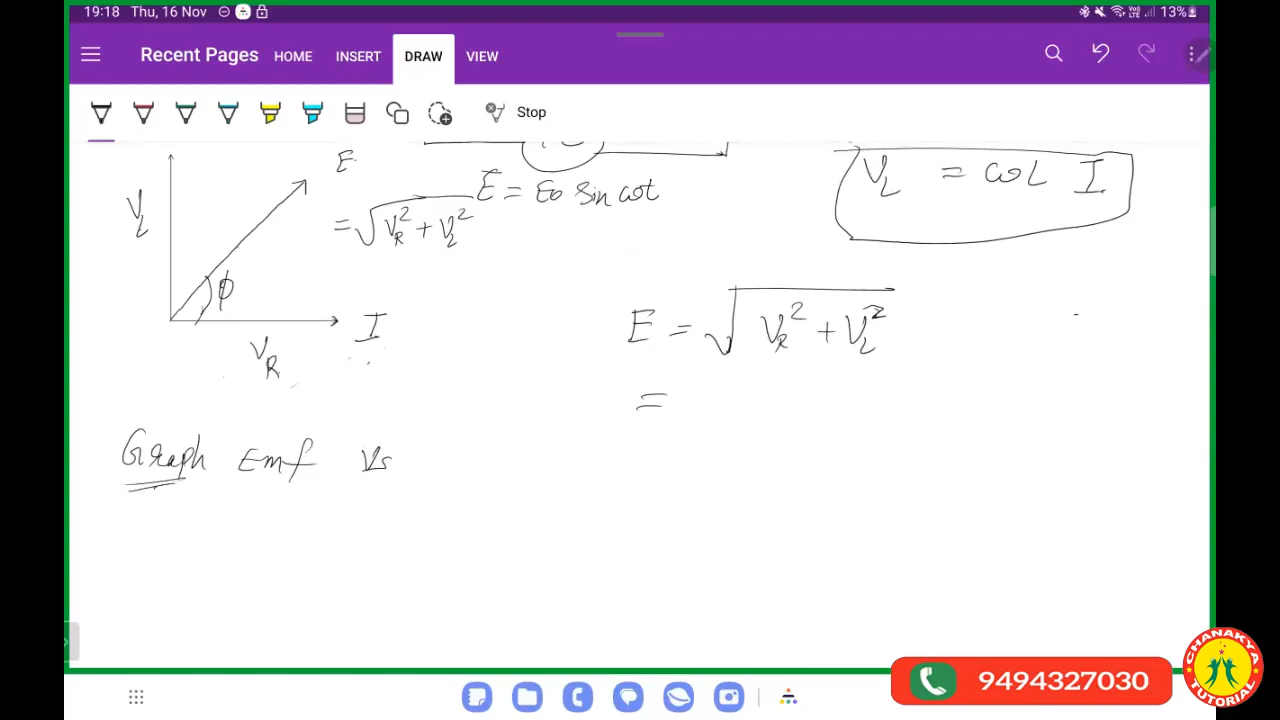 19:18 Thu, 16 Nov
13%
Recent Pages HOME INSERT DRAW VIEW
Stop
E
V_L
= √(V_R² + V_L²)
E = E₀ sin ωt
V_L = ωL I
ϕ
I
V_R
E = √(V_R² + V_L²)
=
Graph Emf Vs
9494327030
CHANAKYA
TUTORIAL